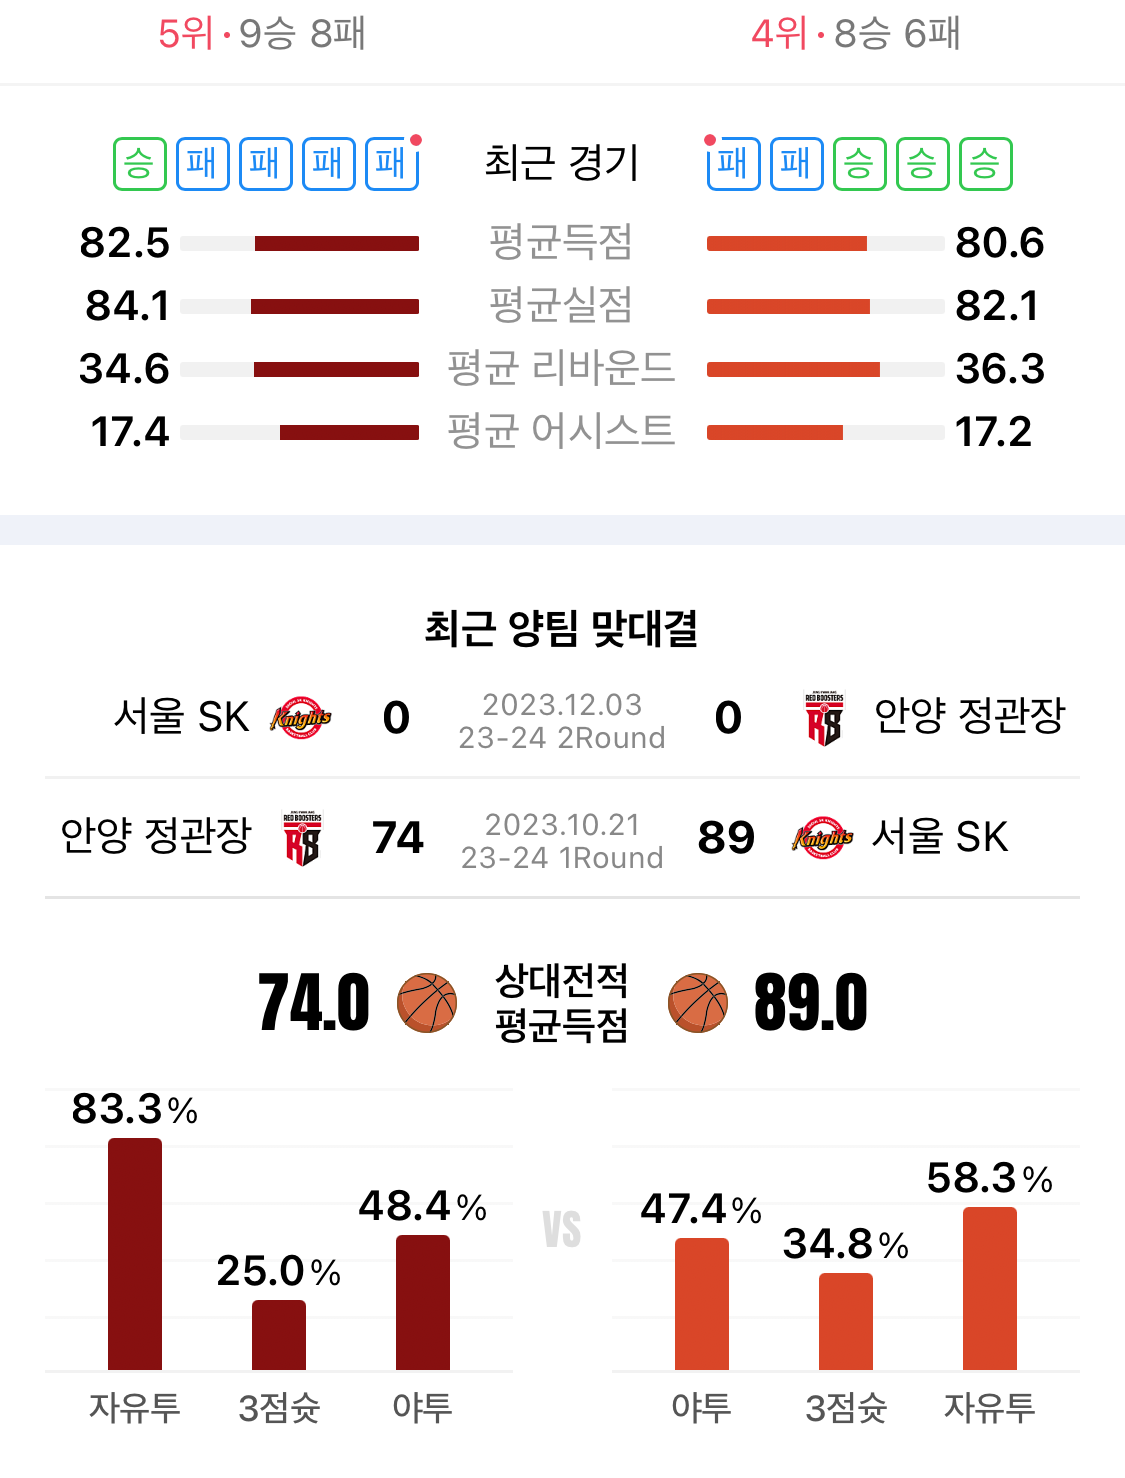 5위 · 9승 8패 4위 · 8승 6패
승 패 패 패 패 최근 경기 패 패 승 승 승
82.5 평균득점 80.6
84.1 평균실점 82.1
34.6 평균 리바운드 36.3
17.4 평균 어시스트 17.2
최근 양팀 맞대결
서울 SK Knights 0 2023.12.03 0 RED BOOSTERS 안양 정관장
23-24 2Round
안양 정관장 RED BOOSTERS 74 2023.10.21 89 Knights 서울 SK
23-24 1Round
74.0 상대전적 89.0
평균득점
83.3% 25.0% 48.4% VS 47.4% 34.8% 58.3%
자유투 3점슛 야투 야투 3점슛 자유투